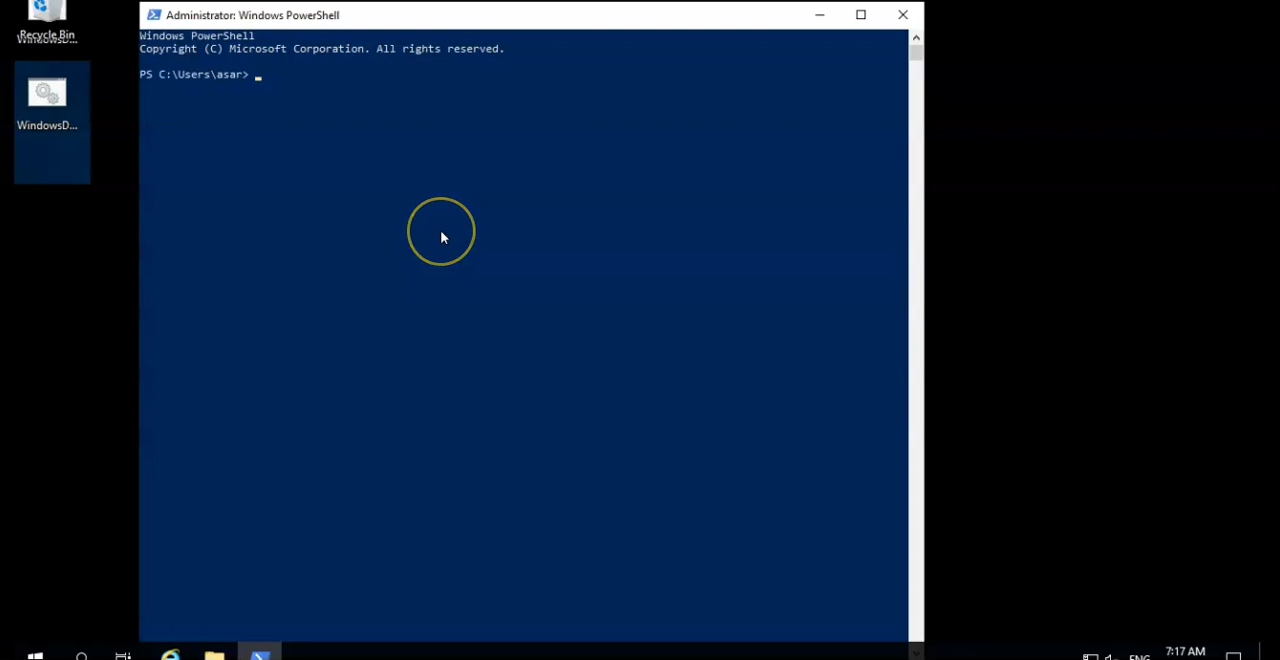 Administrator: Windows PowerShell
Recycle Bin
WindowsD...
Windows PowerShell
Copyright (C) Microsoft Corporation. All rights reserved.
PS C:\Users\asar>
WindowsD...
ENG
7:17 AM